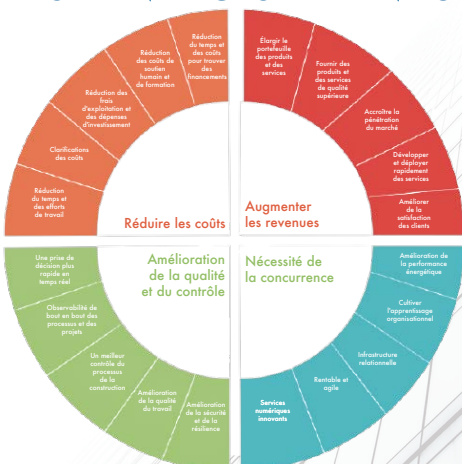 Réduction
du temps et
des coûts
pour trouver
des
financements
Réduction
des coûts de
soutien
humain et
de formation
Réduction des
frais
d'exploitation et
des dépenses
d'investissement
Clarifications
des coûts
Réduction
du temps et
des efforts
de travail
Réduire les coûts
Élargir le
portefeuille
des produits
et des
services
Fournir des
produits et
des services
de qualité
supérieure
Accroître la
pénétration
du marché
Développer
et déployer
rapidement
des services
Améliorer
de la
satisfaction
des clients
Augmenter
les revenues
Une prise de
décision plus
rapide en
temps réel
Observabilité de
bout en bout des
processus et des
projets
Un meilleur
contrôle du
processus
de la
construction
Amélioration
de la qualité
du travail
Amélioration
de la sécurité
et de la
résilience
Amélioration
de la qualité
et du contrôle
Nécessité de
la concurrence
Amélioration de
la performance
énergétique
Cultiver
l'apprentissage
organisationnel
Infrastructure
relationnelle
Rentable et
agile
Services
numériques
innovants